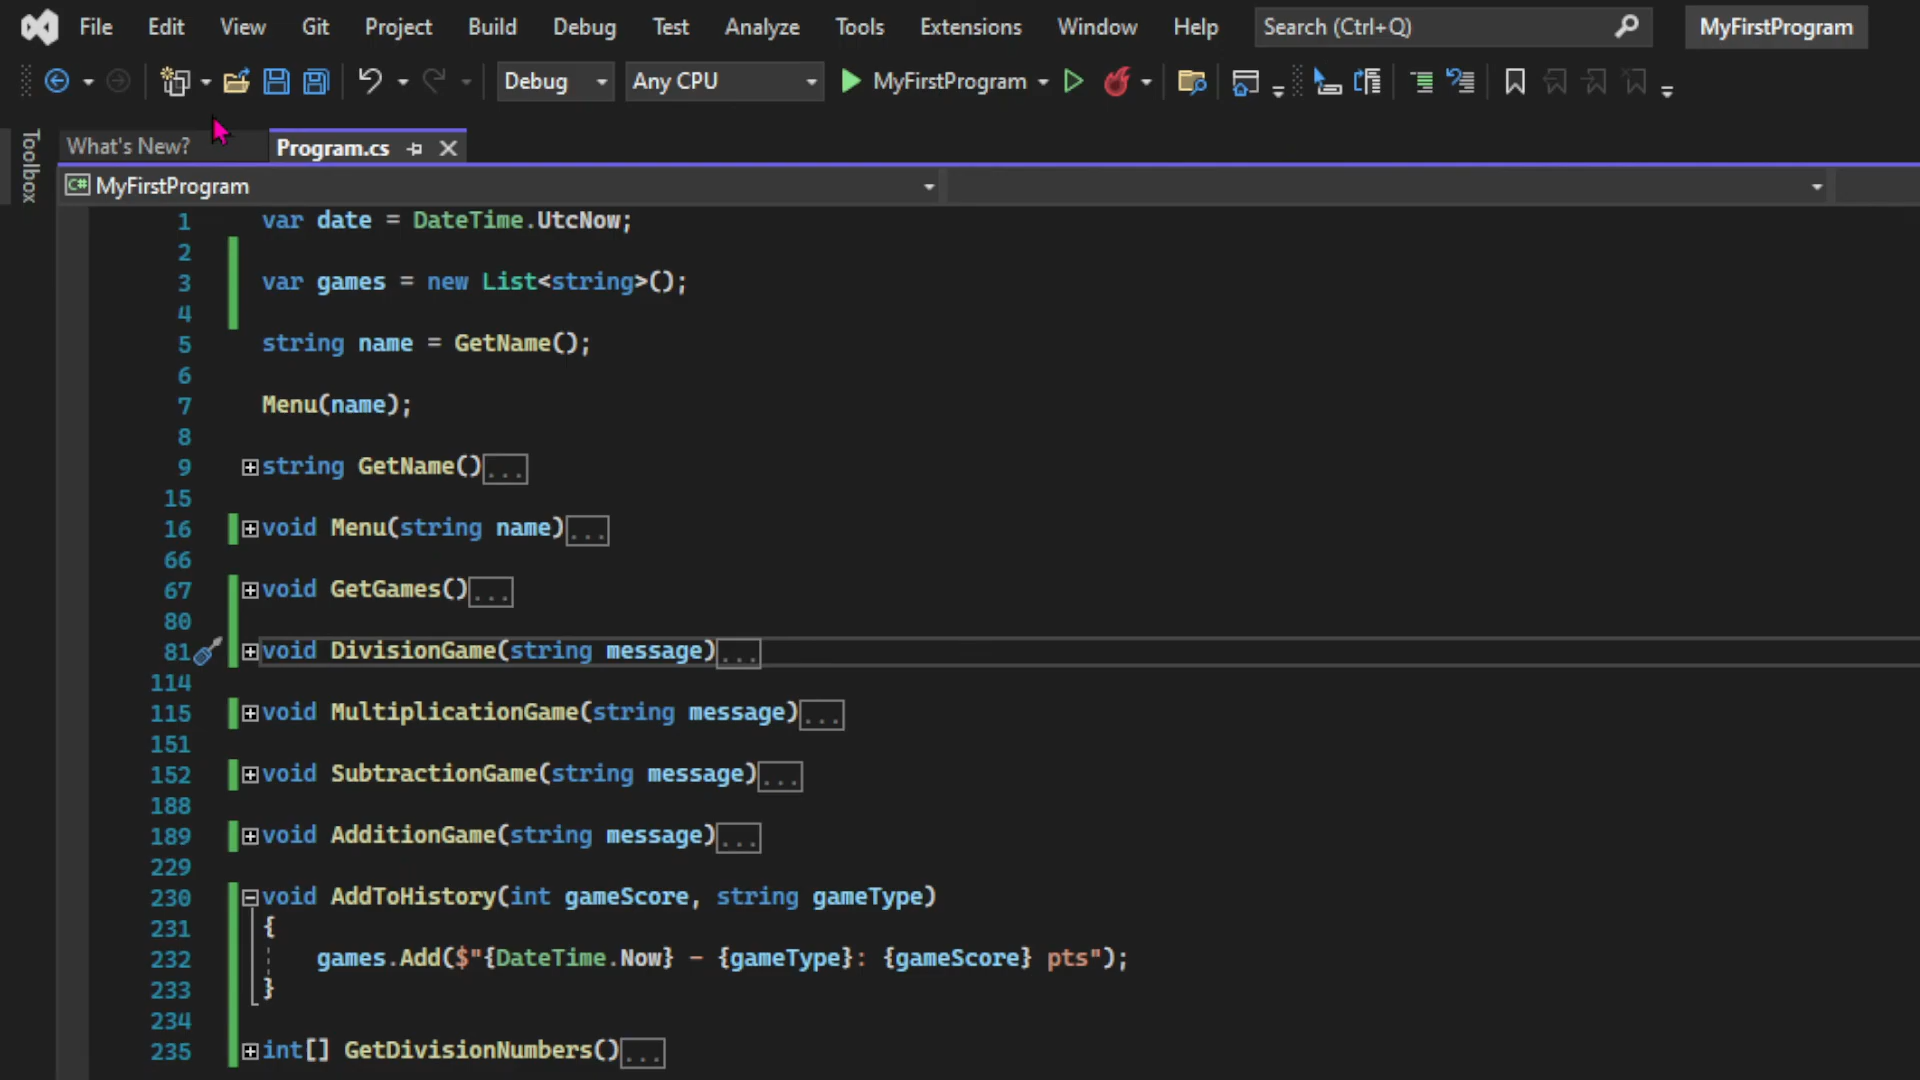 File Edit View Git Project Build Debug Test Analyze Tools Extensions Window Help Search (Ctrl+Q) MyFirstProgram
Debug Any CPU MyFirstProgram
Toolbox
What's New? Program.cs
C# MyFirstProgram
1 var date = DateTime.UtcNow;
2
3 var games = new List<string>();
4
5 string name = GetName();
6
7 Menu(name);
8
9 string GetName()...
15
16 void Menu(string name)...
66
67 void GetGames()...
80
81 void DivisionGame(string message)...
114
115 void MultiplicationGame(string message)...
151
152 void SubtractionGame(string message)...
188
189 void AdditionGame(string message)...
229
230 void AddToHistory(int gameScore, string gameType)
231 {
232 games.Add($"{DateTime.Now} - {gameType}: {gameScore} pts");
233 }
234
235 int[] GetDivisionNumbers()...